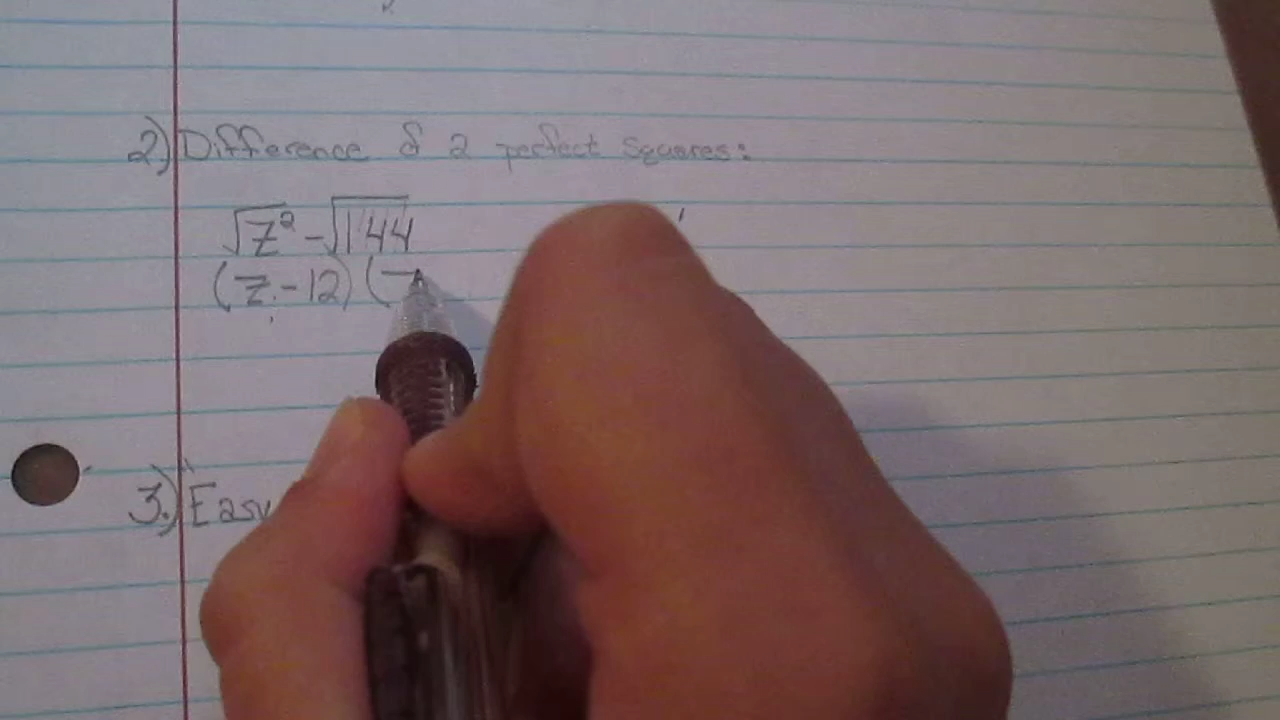 2.) Difference of 2 perfect Squares:
√z² - √144
(z - 12) (
3.) Easy